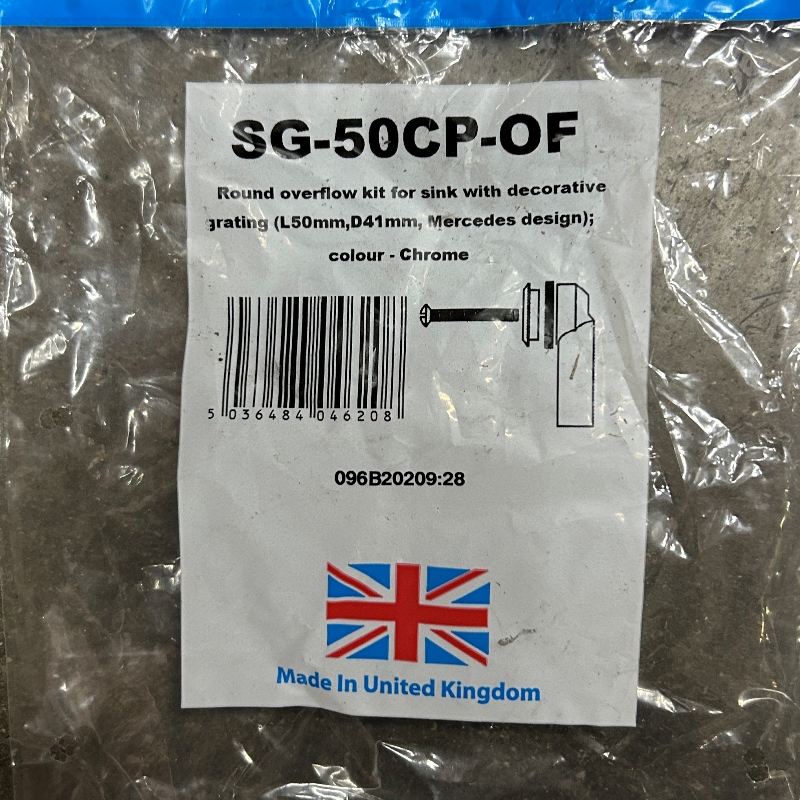 SG-50CP-OF
Round overflow kit for sink with decorative
grating (L50mm,D41mm, Mercedes design);
colour - Chrome
5 036484 046208
096B20209:28
Made In United Kingdom